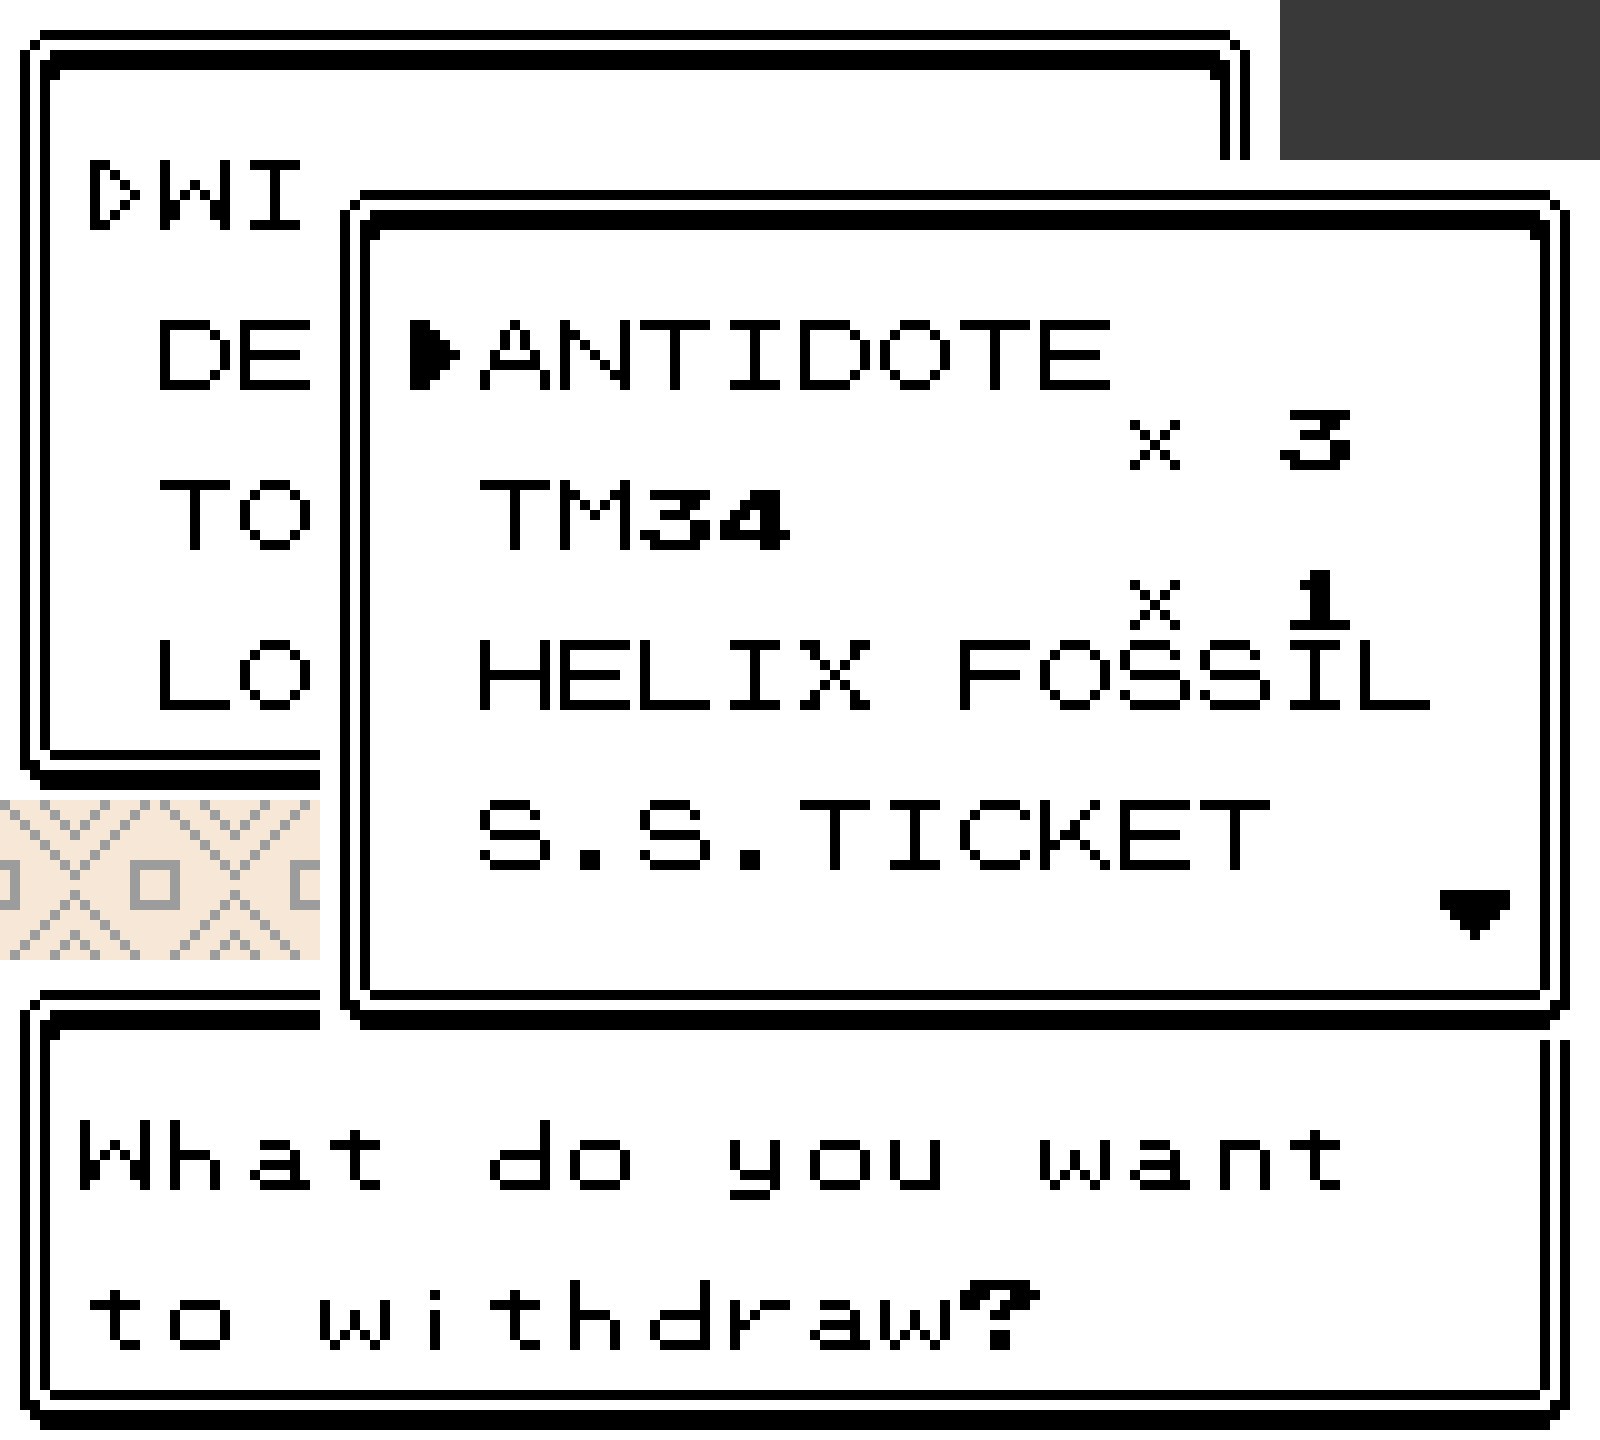 ▷WI
DE
TO
LO
▶ANTIDOTE
× 3
TM34
× 1
HELIX FOSSIL
S.S.TICKET
▼
What do you want
to withdraw?